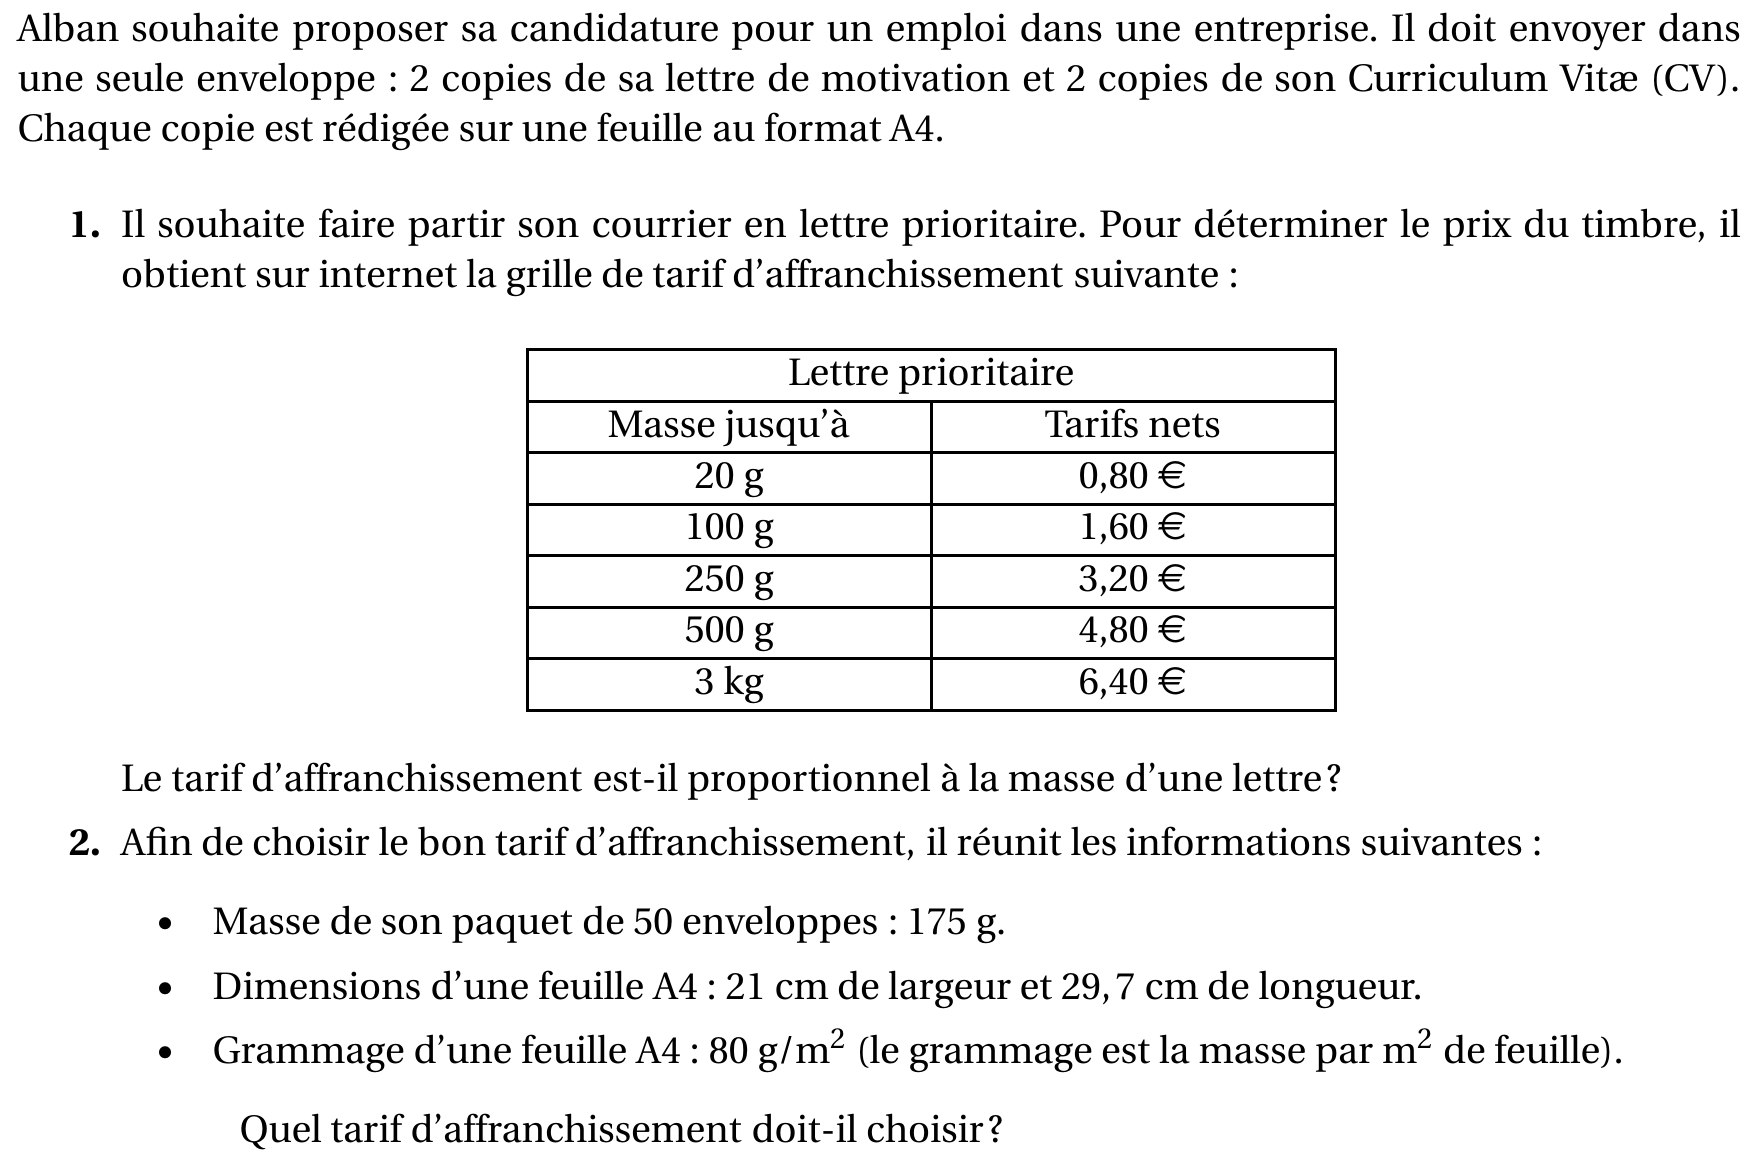 Alban souhaite proposer sa candidature pour un emploi dans une entreprise. Il doit envoyer dans
une seule enveloppe : 2 copies de sa lettre de motivation et 2 copies de son Curriculum Vitæ (CV).
Chaque copie est rédigée sur une feuille au format A4.
1. Il souhaite faire partir son courrier en lettre prioritaire. Pour déterminer le prix du timbre, il
obtient sur internet la grille de tarif d'affranchissement suivante :
Lettre prioritaire
Masse jusqu'à Tarifs nets
20 g 0,80 €
100 g 1,60 €
250 g 3,20 €
500 g 4,80 €
3 kg 6,40 €
Le tarif d'affranchissement est-il proportionnel à la masse d'une lettre ?
2. Afin de choisir le bon tarif d'affranchissement, il réunit les informations suivantes :
• Masse de son paquet de 50 enveloppes : 175 g.
• Dimensions d'une feuille A4 : 21 cm de largeur et 29,7 cm de longueur.
• Grammage d'une feuille A4 : 80 g/m² (le grammage est la masse par m² de feuille).
Quel tarif d'affranchissement doit-il choisir ?